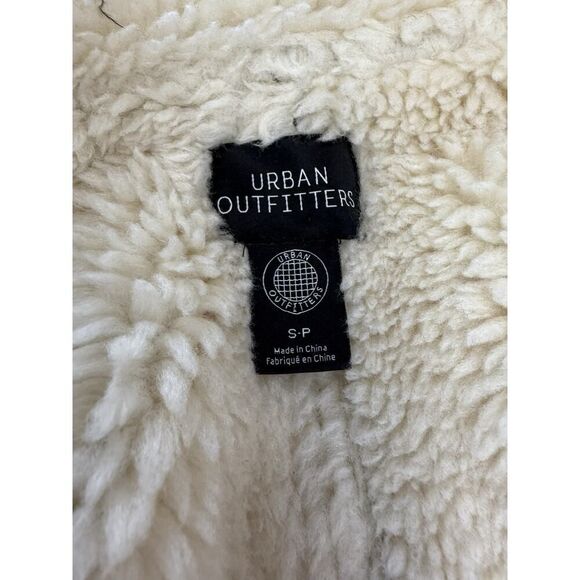 URBAN
OUTFITTERS
URBAN
OUTFITTERS
S-P
Made in China
Fabriqué en Chine